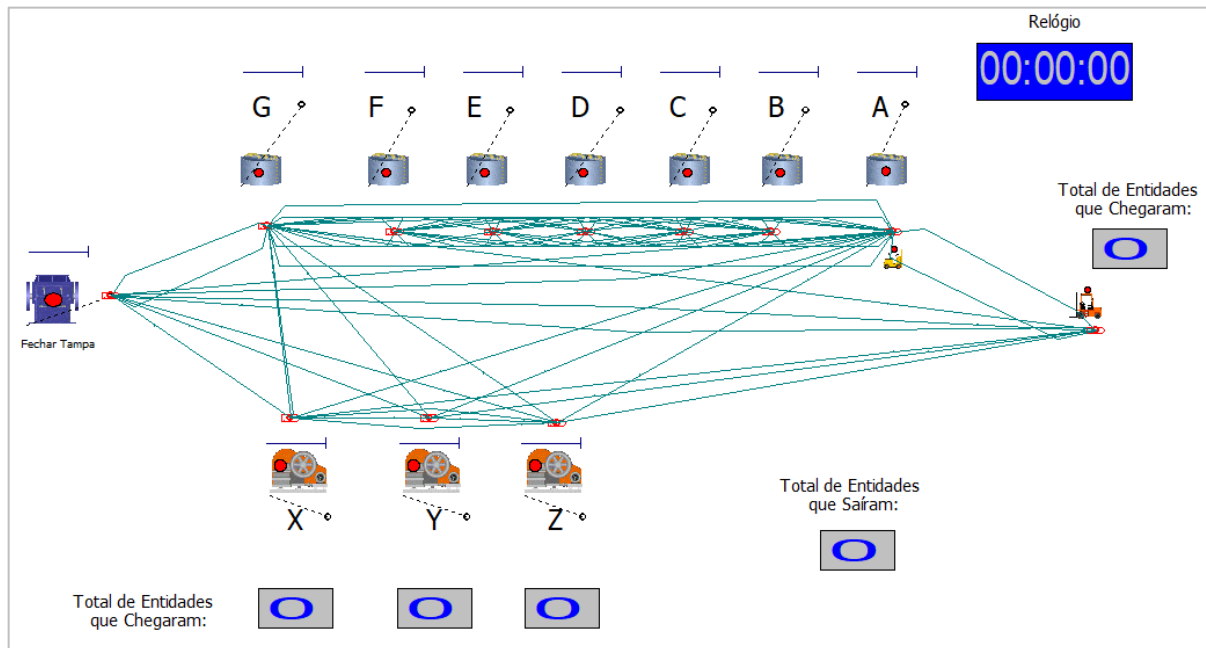 Relógio
00:00:00
G F E D C B A
Total de Entidades
que Chegaram:
0
Fechar Tampa
X Y Z
Total de Entidades
que Saíram:
0
Total de Entidades
que Chegaram:
0 0 0